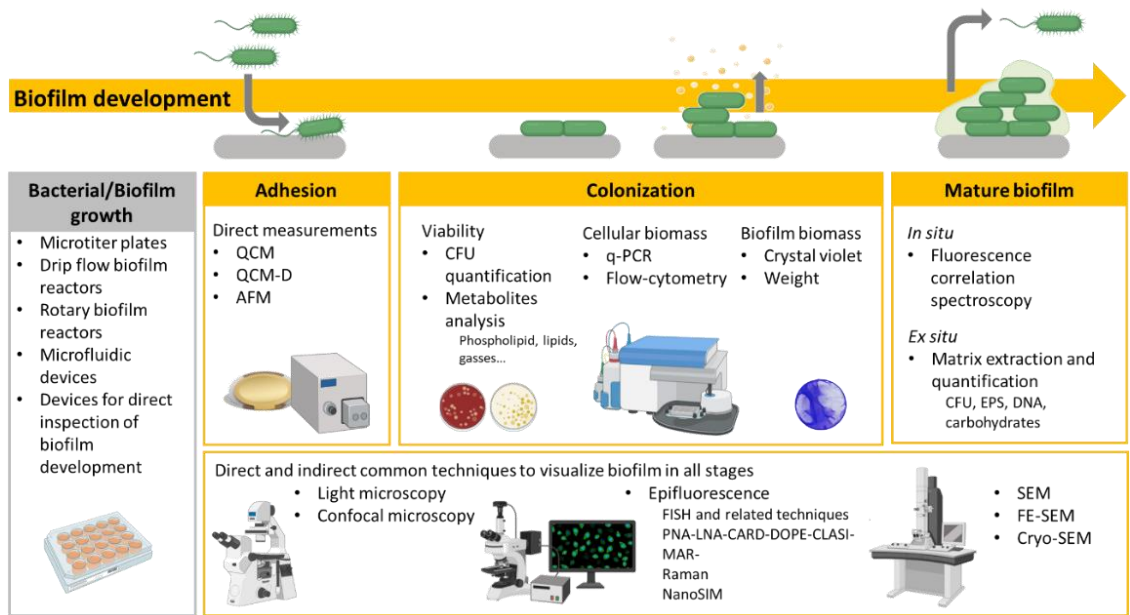 Biofilm development
Bacterial/Biofilm
growth
• Microtiter plates
• Drip flow biofilm
reactors
• Rotary biofilm
reactors
• Microfluidic
devices
• Devices for direct
inspection of
biofilm
development
Adhesion
Direct measurements
• QCM
• QCM-D
• AFM
Colonization
Viability
• CFU
quantification
• Metabolites
analysis
Phospholipid, lipids,
gasses...
Cellular biomass
• q-PCR
• Flow-cytometry
Biofilm biomass
• Crystal violet
• Weight
Mature biofilm
In situ
• Fluorescence
correlation
spectroscopy
Ex situ
• Matrix extraction and
quantification
CFU, EPS, DNA,
carbohydrates
Direct and indirect common techniques to visualize biofilm in all stages
• Light microscopy
• Confocal microscopy
• Epifluorescence
FISH and related techniques
PNA-LNA-CARD-DOPE-CLASI-
MAR-
Raman
NanoSIM
• SEM
• FE-SEM
• Cryo-SEM